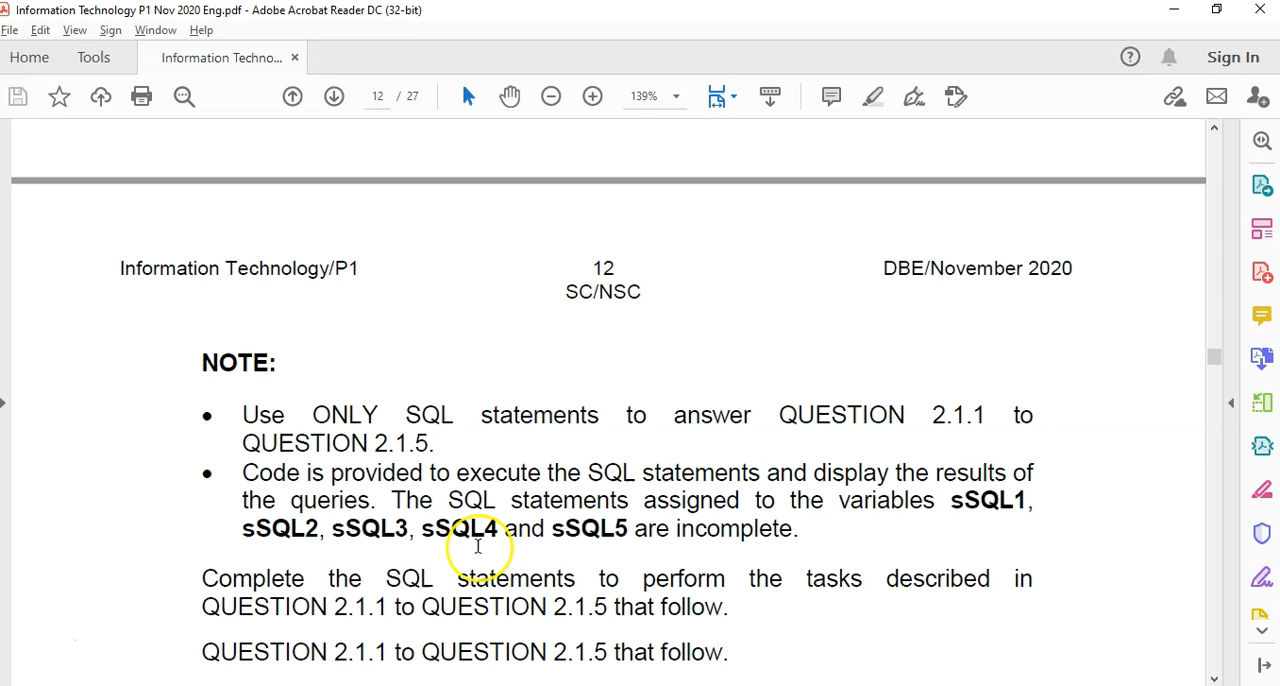 Information Technology P1 Nov 2020 Eng.pdf - Adobe Acrobat Reader DC (32-bit)
File Edit View Sign Window Help
Home Tools Information Techno... ×
Sign In
12 / 27
139%
Information Technology/P1 12 DBE/November 2020
SC/NSC
NOTE:
• Use ONLY SQL statements to answer QUESTION 2.1.1 to
QUESTION 2.1.5.
• Code is provided to execute the SQL statements and display the results of
the queries. The SQL statements assigned to the variables sSQL1,
sSQL2, sSQL3, sSQL4 and sSQL5 are incomplete.
Complete the SQL statements to perform the tasks described in
QUESTION 2.1.1 to QUESTION 2.1.5 that follow.
QUESTION 2.1.1 to QUESTION 2.1.5 that follow.